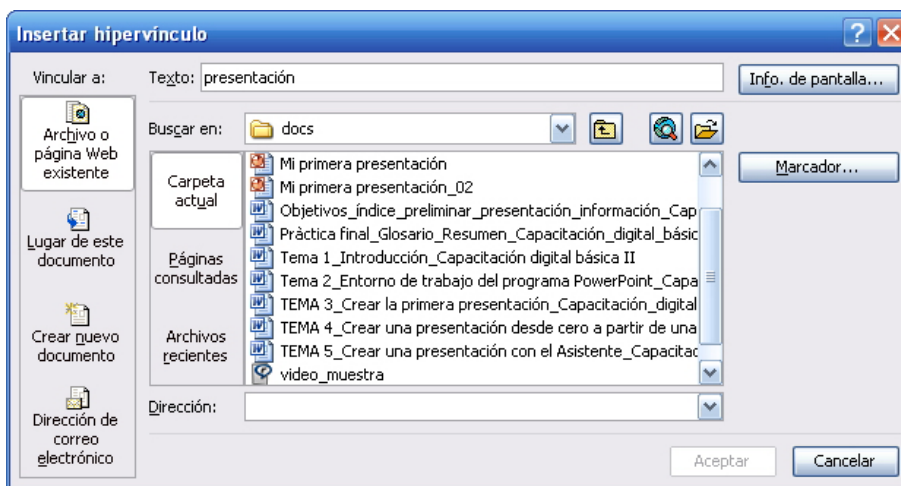 Insertar hipervínculo
Vincular a:
Texto: presentación
Info. de pantalla...
Archivo o
página Web
existente
Buscar en: docs
Marcador...
Carpeta
actual
Mi primera presentación
Mi primera presentación_02
Objetivos_índice_preliminar_presentación_información_Cap
Pràctica final_Glosario_Resumen_Capacitación_digital_básic
Tema 1_Introducción_Capacitación digital básica II
Tema 2_Entorno de trabajo del programa PowerPoint_Capa
TEMA 3_Crear la primera presentación_Capacitación_digital
TEMA 4_Crear una presentación desde cero a partir de una
TEMA 5_Crear una presentación con el Asistente_Capacitac
video_muestra
Lugar de este
documento
Páginas
consultadas
Crear nuevo
documento
Archivos
recientes
Dirección de
correo
electrónico
Dirección:
Aceptar
Cancelar